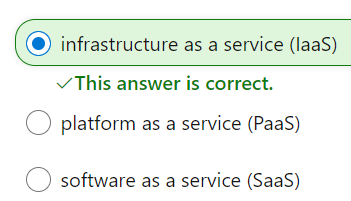 infrastructure as a service (IaaS)
This answer is correct.
platform as a service (PaaS)
software as a service (SaaS)